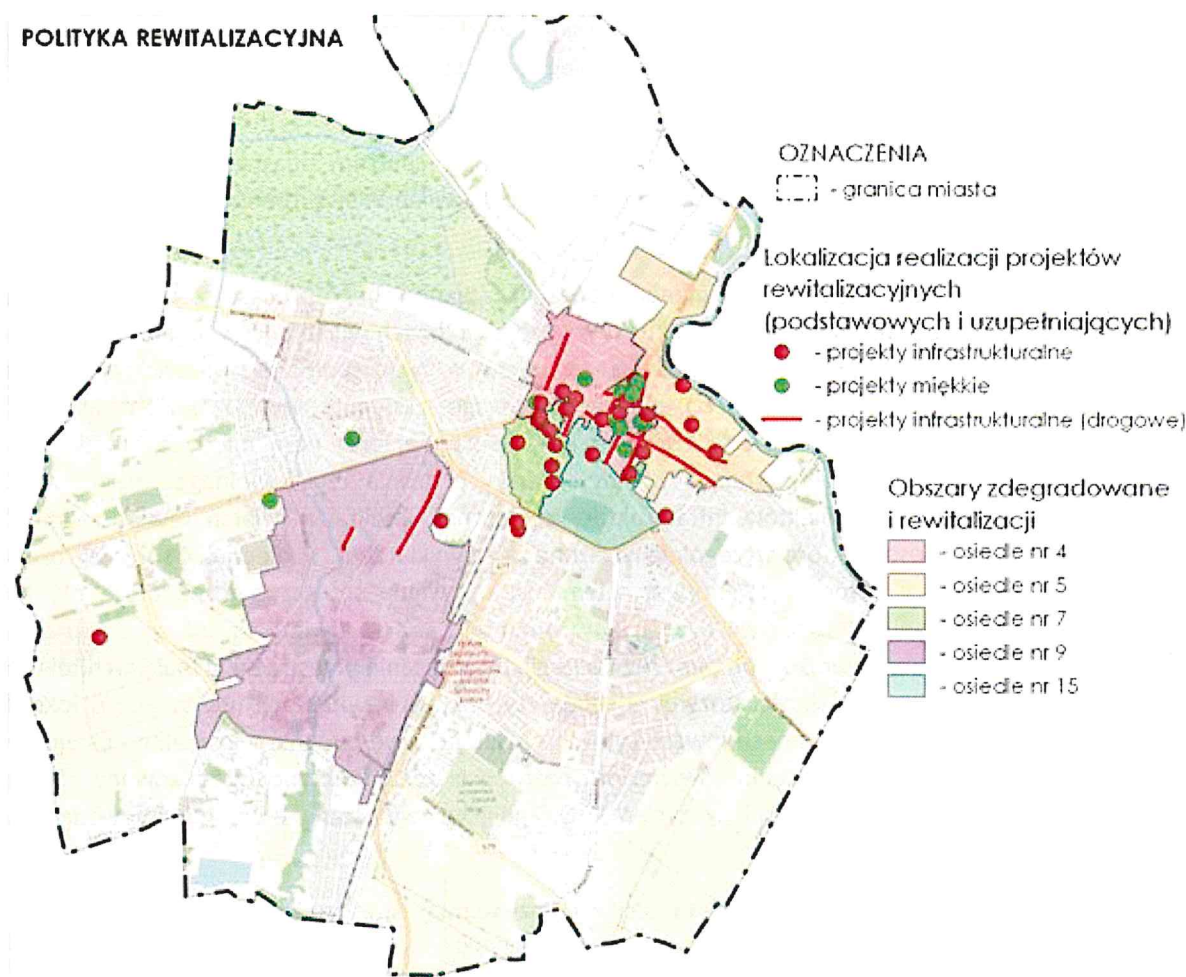 POLITYKA REWITALIZACYJNA
OZNACZENIA
- granica miasta
Lokalizacja realizacji projektów
rewitalizacyjnych
(podstawowych i uzupełniających)
- projekty infrastrukturalne
- projekty miękkie
- projekty infrastrukturalne (drogowe)
Obszary zdegradowane
i rewitalizacji
- osiedle nr 4
- osiedle nr 5
- osiedle nr 7
- osiedle nr 9
- osiedle nr 15